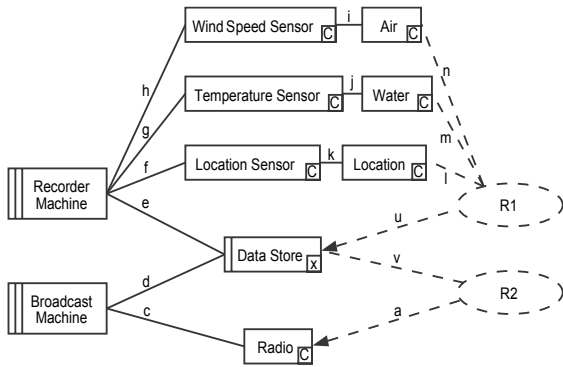 Wind Speed Sensor
C
i
Air
C
h
n
Temperature Sensor
C
j
Water
C
g
m
Location Sensor
C
k
Location
C
f
l
Recorder
Machine
e
R1
u
Data Store
x
d
v
Broadcast
Machine
c
R2
a
Radio
C